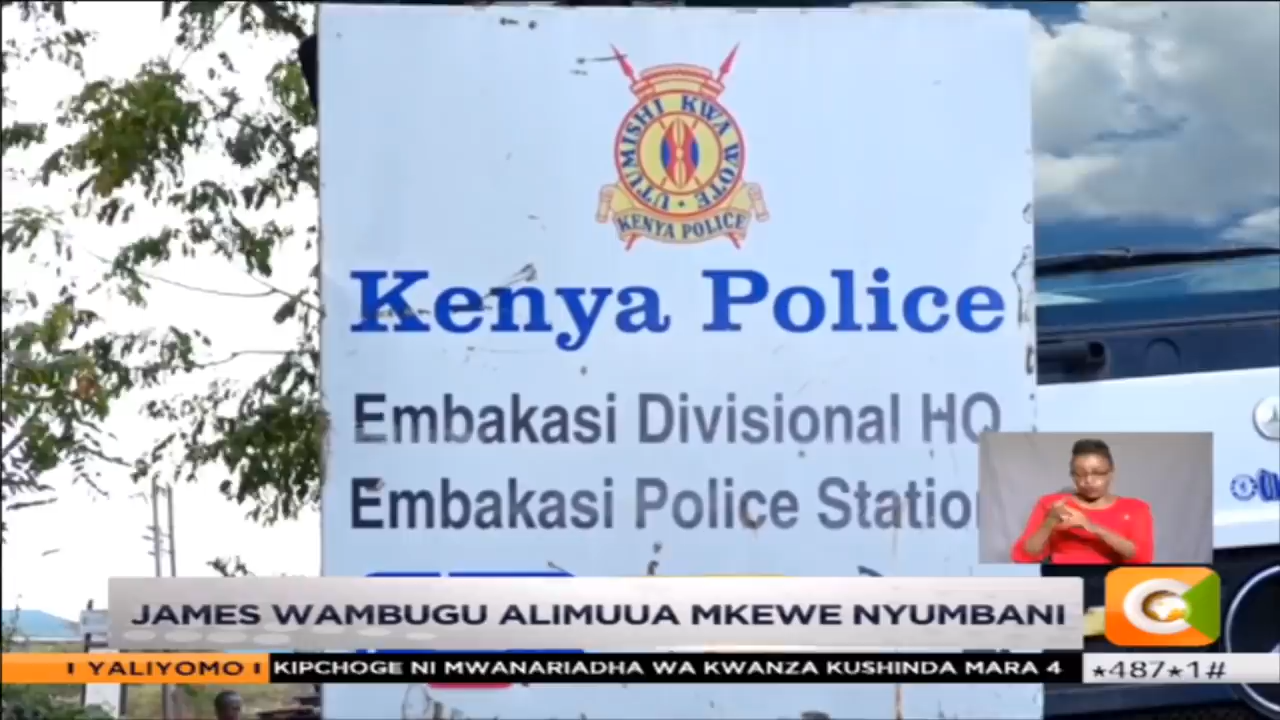 UTUMISHI KWA WOTE
KENYA POLICE
Kenya Police
Embakasi Divisional HQ
Embakasi Police Station
JAMES WAMBUGU ALIMUUA MKEWE NYUMBANI
YALIYOMO
KIPCHOGE NI MWANARIADHA WA KWANZA KUSHINDA MARA 4
*487*1#